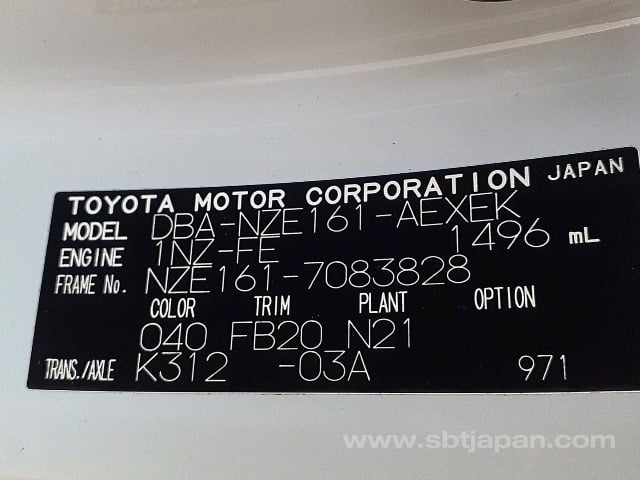 TOYOTA MOTOR CORPORATION JAPAN
MODEL DBA-NZE161-AEXEK
ENGINE 1NZ-FE 1496 mL
FRAME No. NZE161-7083828
COLOR TRIM PLANT OPTION
040 FB20 N21
TRANS./AXLE K312 -03A 971
www.sbtjapan.com